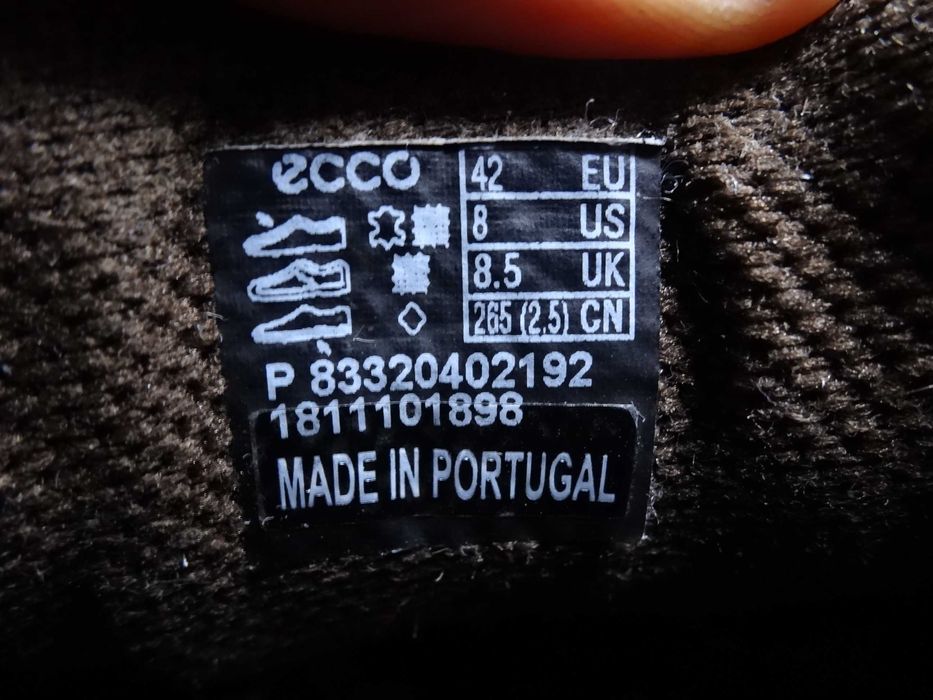 ecco
42 EU
8 US
8.5 UK
265 (2,5) CN
P 83320402192
1811101898
MADE IN PORTUGAL